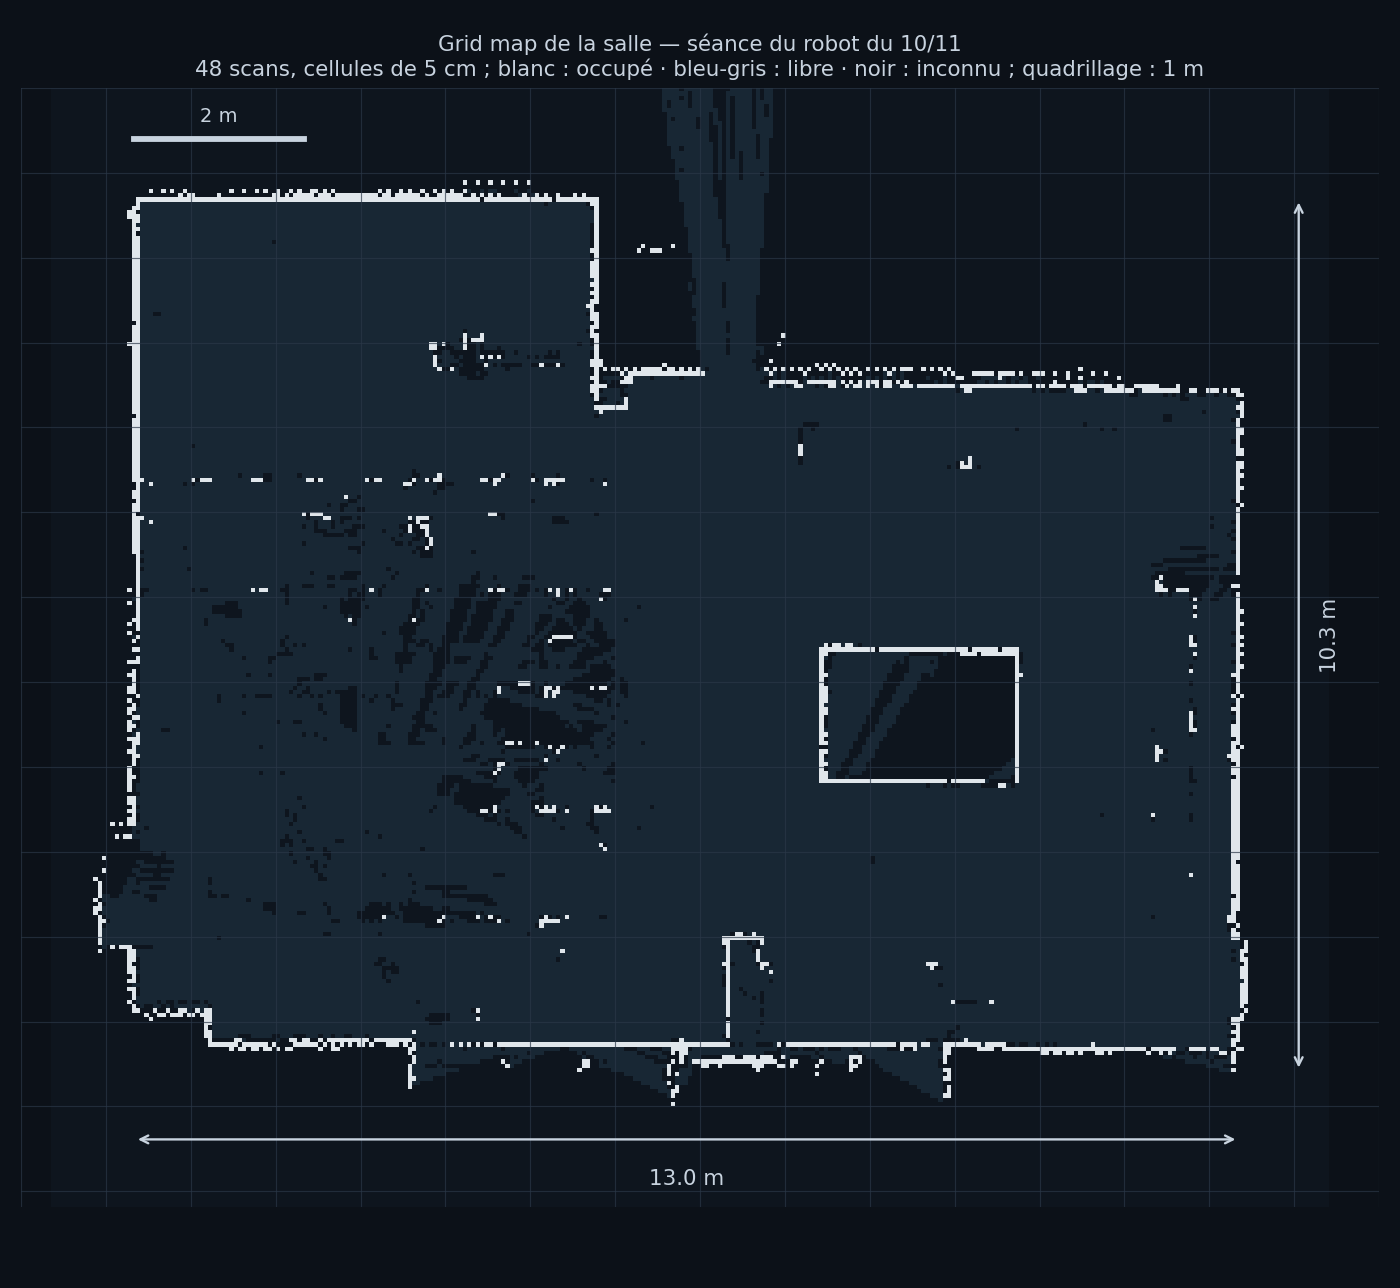 Grid map de la salle — séance du robot du 10/11
48 scans, cellules de 5 cm ; blanc : occupé · bleu-gris : libre · noir : inconnu ; quadrillage : 1 m
2 m
10.3 m
13.0 m